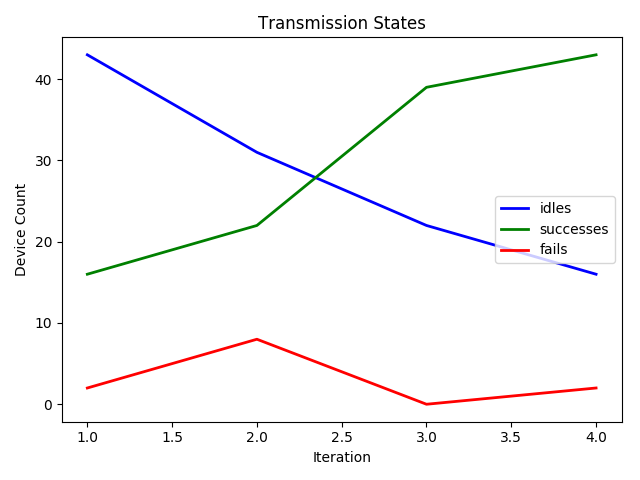 Transmission States
40
30
20
10
0
Device Count
idles
successes
fails
1.0 1.5 2.0 2.5 3.0 3.5 4.0
Iteration